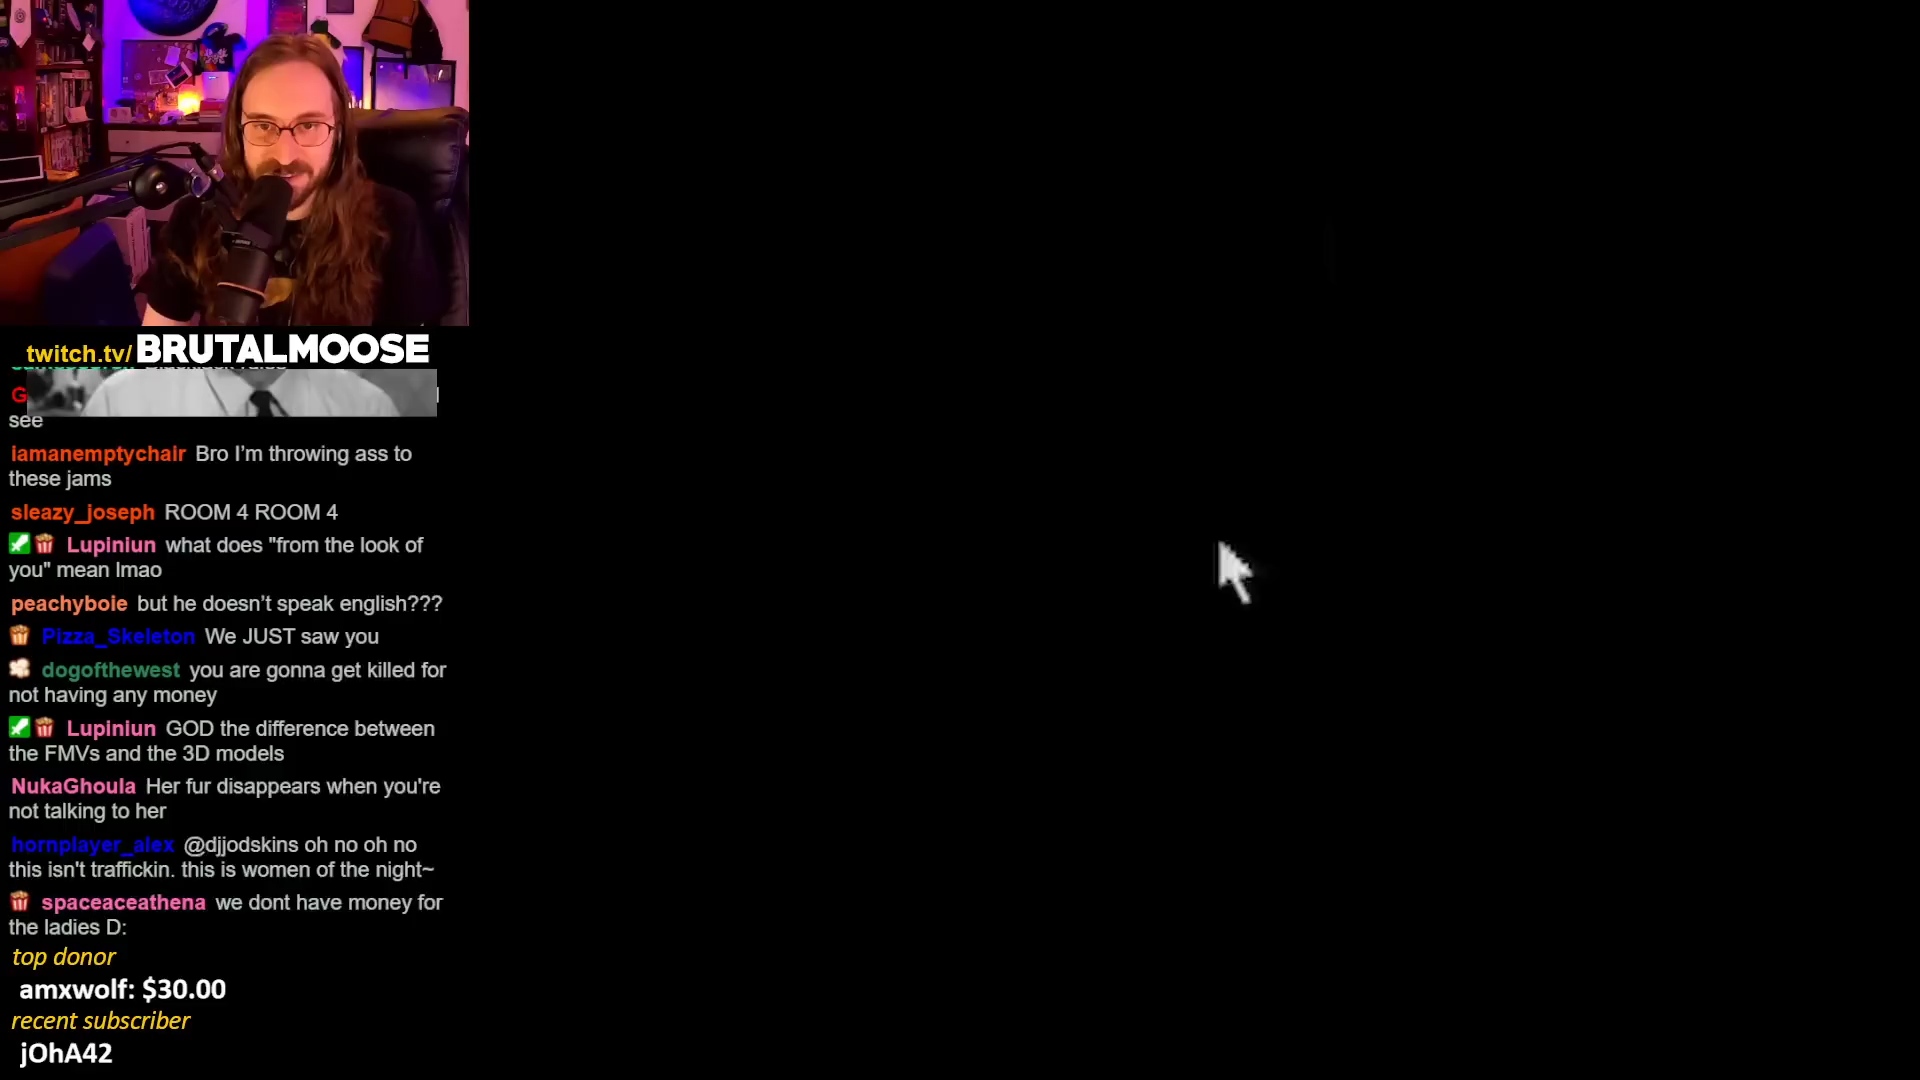 twitch.tv/BRUTALMOOSE
G
see
iamanemptychair Bro I’m throwing ass to
these jams
sleazy_joseph ROOM 4 ROOM 4
Lupiniun what does "from the look of
you" mean lmao
peachyboie but he doesn’t speak english???
Pizza_Skeleton We JUST saw you
dogofthewest you are gonna get killed for
not having any money
Lupiniun GOD the difference between
the FMVs and the 3D models
NukaGhoula Her fur disappears when you're
not talking to her
hornplayer_alex @djjodskins oh no oh no
this isn't traffickin. this is women of the night~
spaceaceathena we dont have money for
the ladies D:
top donor
amxwolf: $30.00
recent subscriber
jOhA42